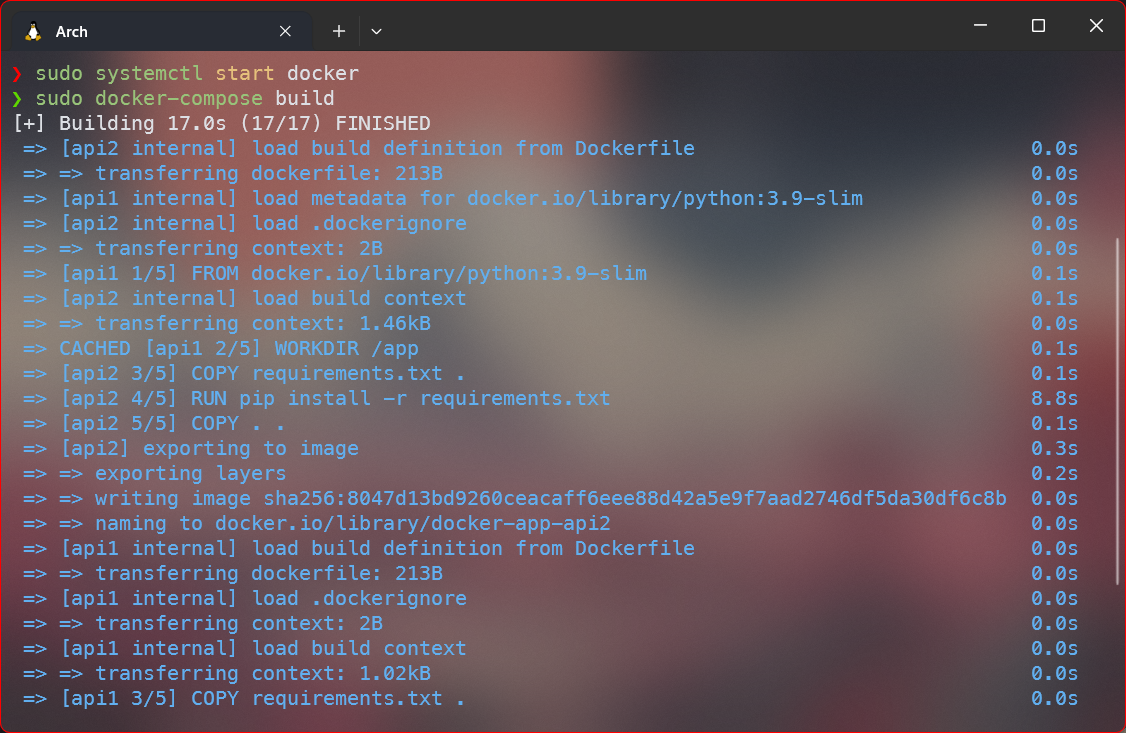 Arch
❯ sudo systemctl start docker
❯ sudo docker-compose build
[+] Building 17.0s (17/17) FINISHED
=> [api2 internal] load build definition from Dockerfile 0.0s
=> => transferring dockerfile: 213B 0.0s
=> [api1 internal] load metadata for docker.io/library/python:3.9-slim 0.0s
=> [api2 internal] load .dockerignore 0.0s
=> => transferring context: 2B 0.0s
=> [api1 1/5] FROM docker.io/library/python:3.9-slim 0.1s
=> [api2 internal] load build context 0.1s
=> => transferring context: 1.46kB 0.0s
=> CACHED [api1 2/5] WORKDIR /app 0.1s
=> [api2 3/5] COPY requirements.txt . 0.1s
=> [api2 4/5] RUN pip install -r requirements.txt 8.8s
=> [api2 5/5] COPY . . 0.1s
=> [api2] exporting to image 0.3s
=> => exporting layers 0.2s
=> => writing image sha256:8047d13bd9260ceacaff6eee88d42a5e9f7aad2746df5da30df6c8b 0.0s
=> => naming to docker.io/library/docker-app-api2 0.0s
=> [api1 internal] load build definition from Dockerfile 0.0s
=> => transferring dockerfile: 213B 0.0s
=> [api1 internal] load .dockerignore 0.0s
=> => transferring context: 2B 0.0s
=> [api1 internal] load build context 0.0s
=> => transferring context: 1.02kB 0.0s
=> [api1 3/5] COPY requirements.txt . 0.0s